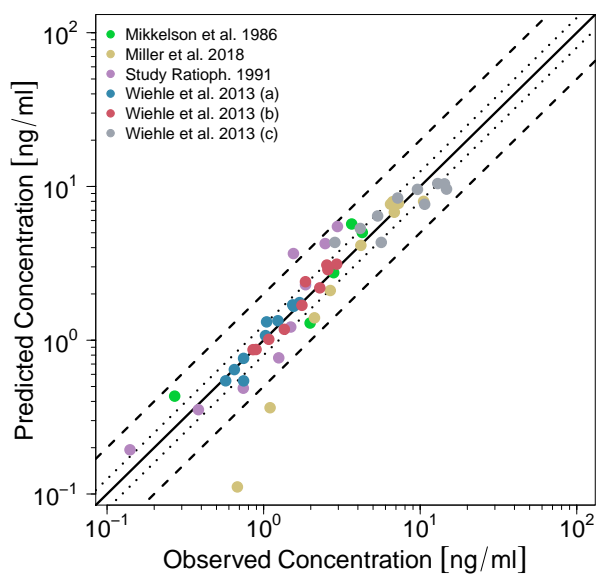 10²
Mikkelson et al. 1986
Miller et al. 2018
Study Ratioph. 1991
Wiehle et al. 2013 (a)
Wiehle et al. 2013 (b)
Wiehle et al. 2013 (c)
10¹
10⁰
10⁻¹
Predicted Concentration [ng/ml]
10⁻¹ 10⁰ 10¹ 10²
Observed Concentration [ng/ml]